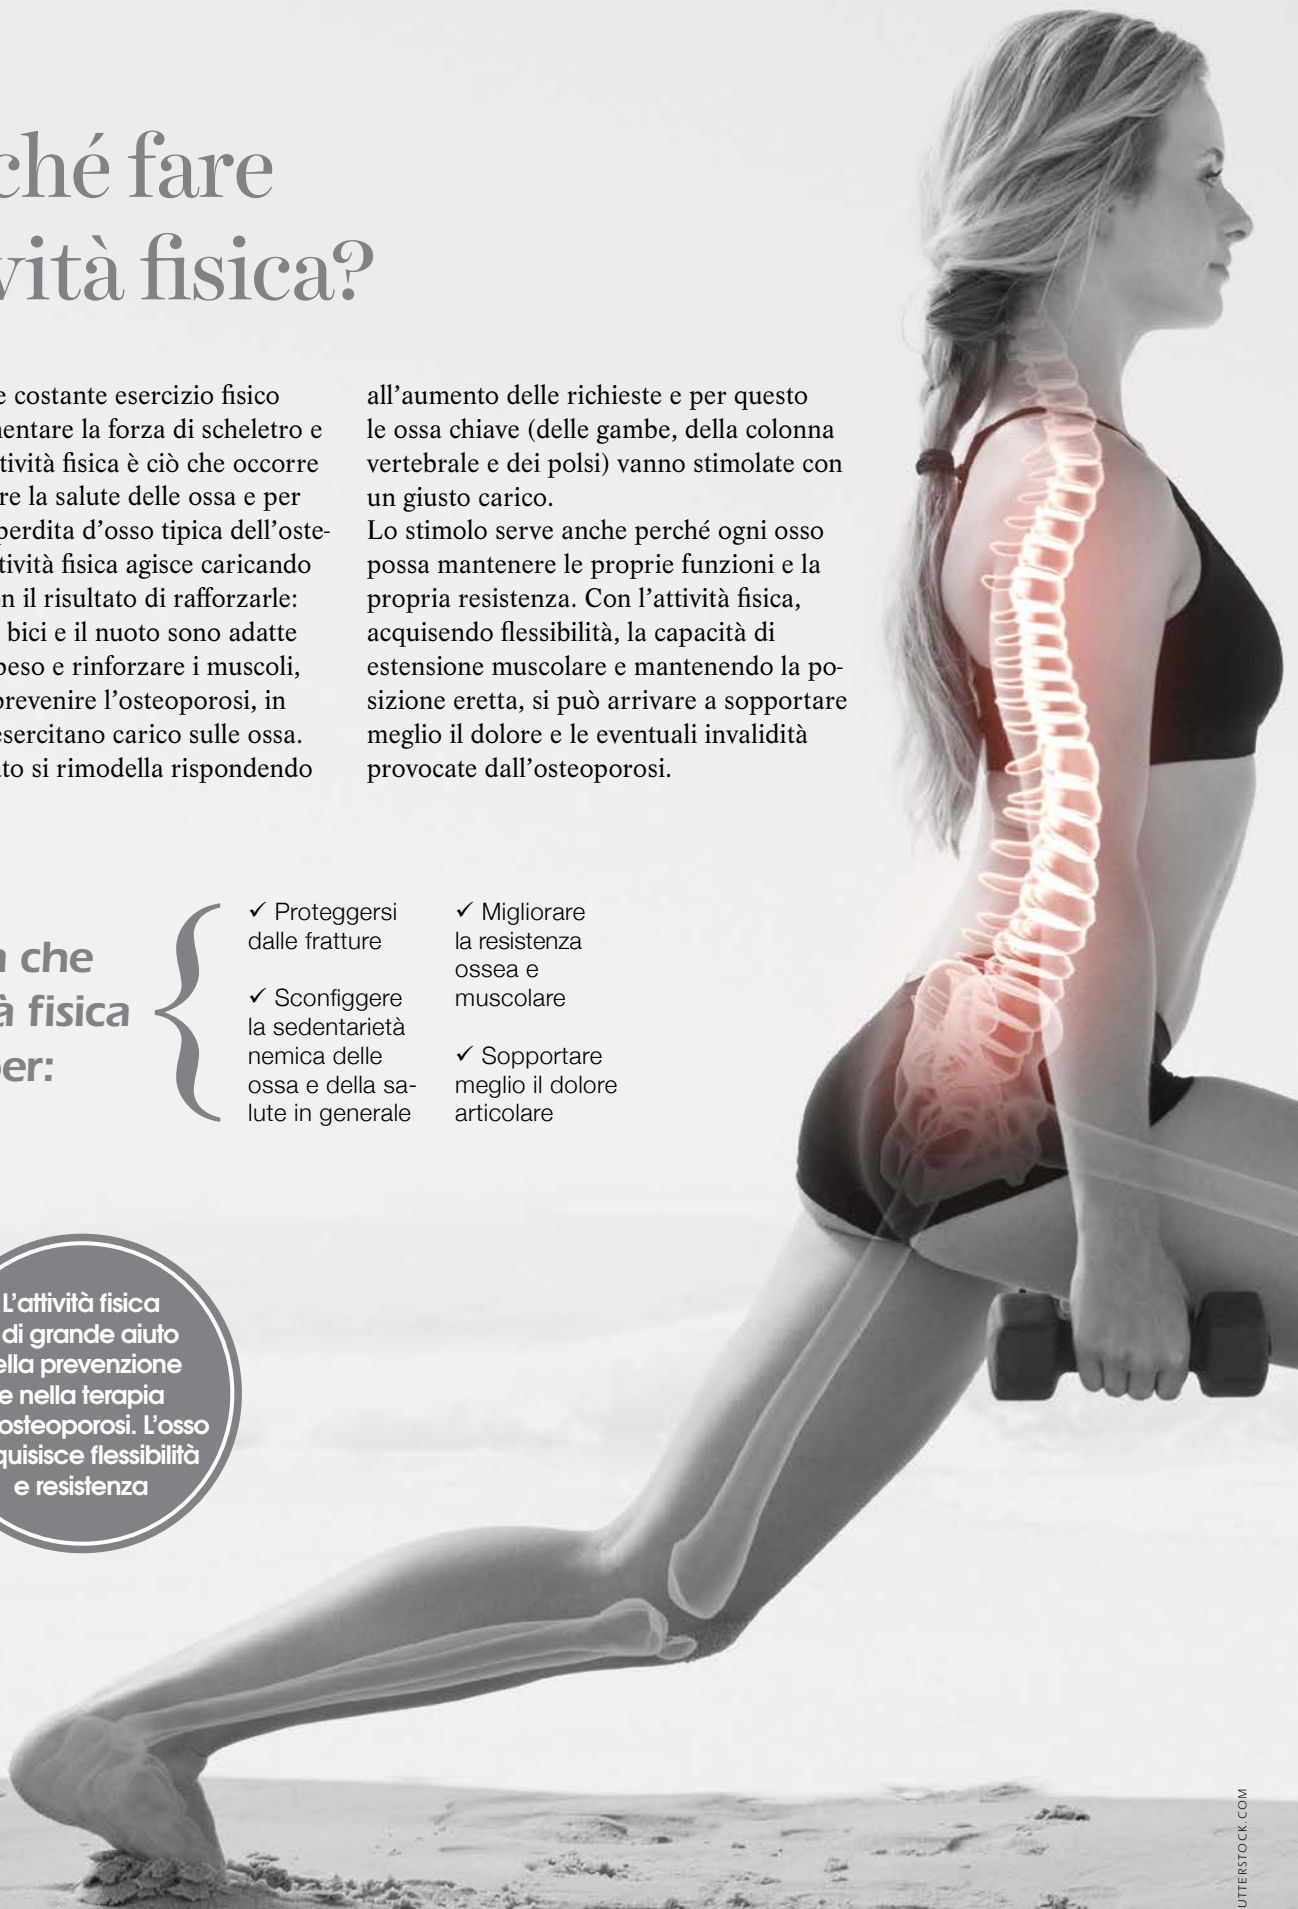 ché fare
vità fisica?
e costante esercizio fisico
mentare la forza di scheletro e
tività fisica è ciò che occorre
re la salute delle ossa e per
perdita d'osso tipica dell'oste-
tività fisica agisce caricando
n il risultato di rafforzarle:
bici e il nuoto sono adatte
peso e rinforzare i muscoli,
prevenire l'osteoporosi, in
esercitano carico sulle ossa.
to si rimodella rispondendo
all'aumento delle richieste e per questo
le ossa chiave (delle gambe, della colonna
vertebrale e dei polsi) vanno stimolate con
un giusto carico.
Lo stimolo serve anche perché ogni osso
possa mantenere le proprie funzioni e la
propria resistenza. Con l'attività fisica,
acquisendo flessibilità, la capacità di
estensione muscolare e mantenendo la po-
sizione eretta, si può arrivare a sopportare
meglio il dolore e le eventuali invalidità
provocate dall'osteoporosi.
che
à fisica
per:
✓ Proteggersi
dalle fratture
✓ Sconfiggere
la sedentarietà
nemica delle
ossa e della sa-
lute in generale
✓ Migliorare
la resistenza
ossea e
muscolare
✓ Sopportare
meglio il dolore
articolare
L'attività fisica
di grande aiuto
ella prevenzione
e nella terapia
osteoporosi. L'osso
quisisce flessibilità
e resistenza
UTTERSTOCK.COM